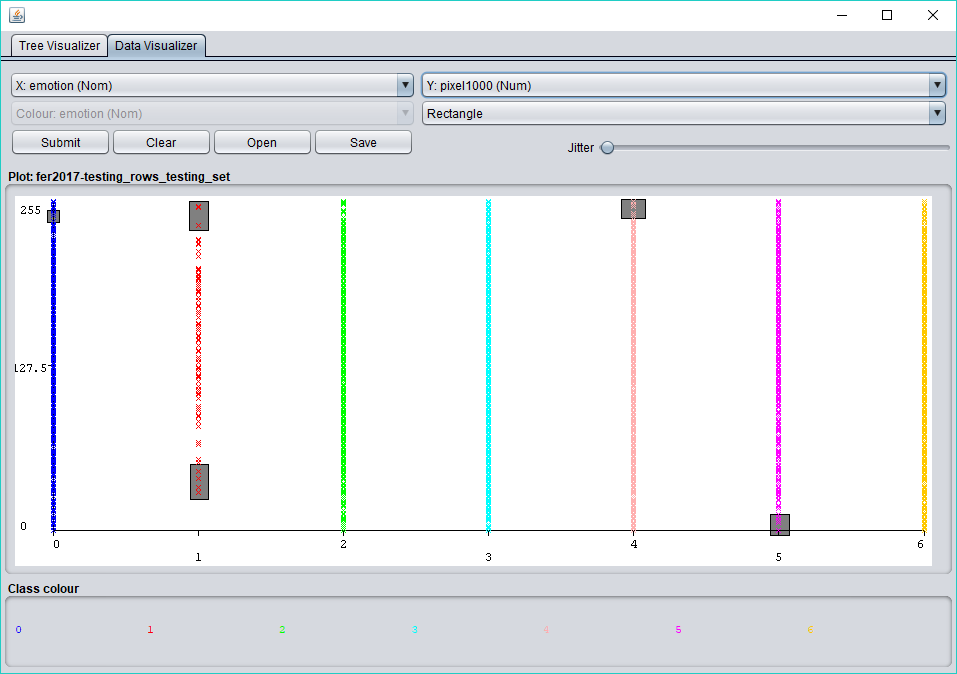 Tree Visualizer Data Visualizer
X: emotion (Nom) Y: pixel1000 (Num)
Colour: emotion (Nom) Rectangle
Submit Clear Open Save Jitter
Plot: fer2017-testing_rows_testing_set
255
127.5
0
0 2 4 6
1 3 5
Class colour
0 1 2 3 4 5 6